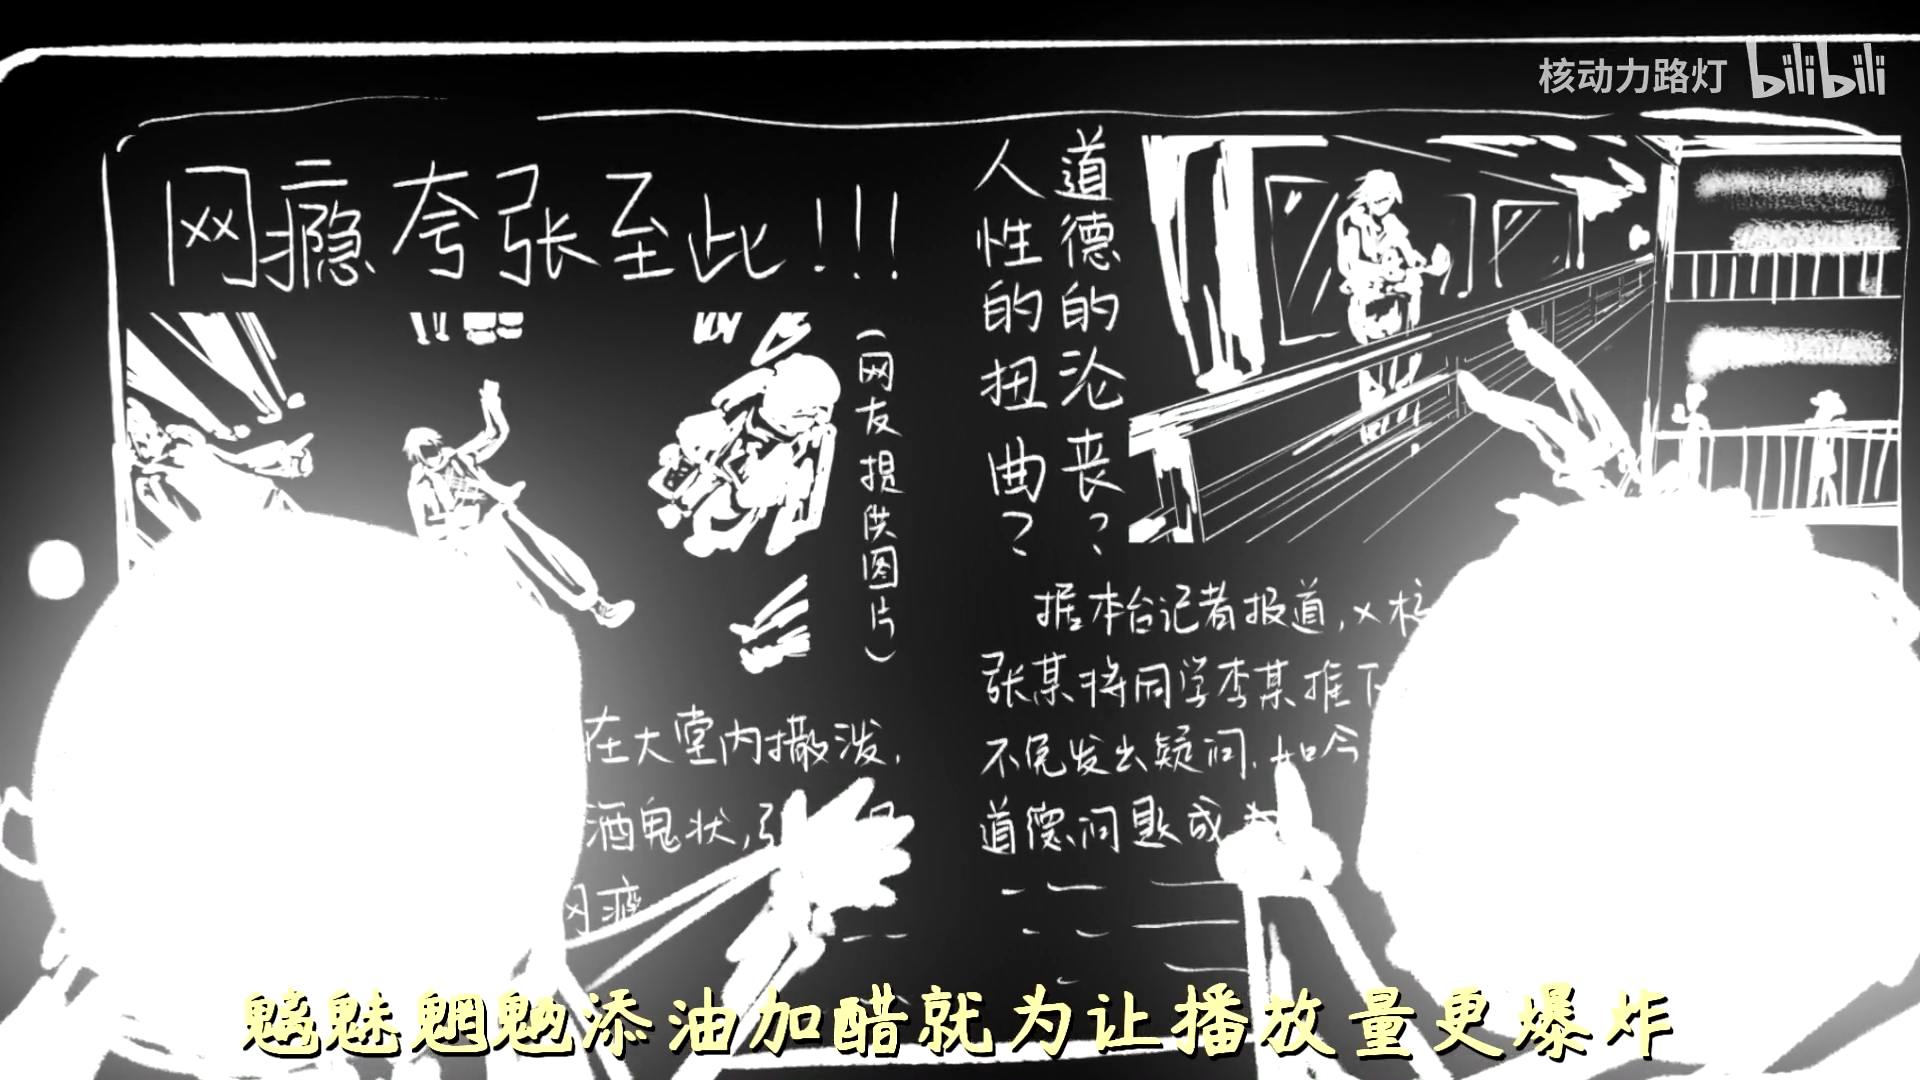 核动力路灯 bilibili
网瘾夸张至此!!!
(网友提供图片)
在大堂内撒泼,
酒鬼状,张
网瘾
道德的沦丧?
人性的扭曲?
据本台记者报道,×校
张某将同学李某推下
不免发出疑问.如今
道德问题成
魑魅魍魉添油加醋就为让播放量更爆炸